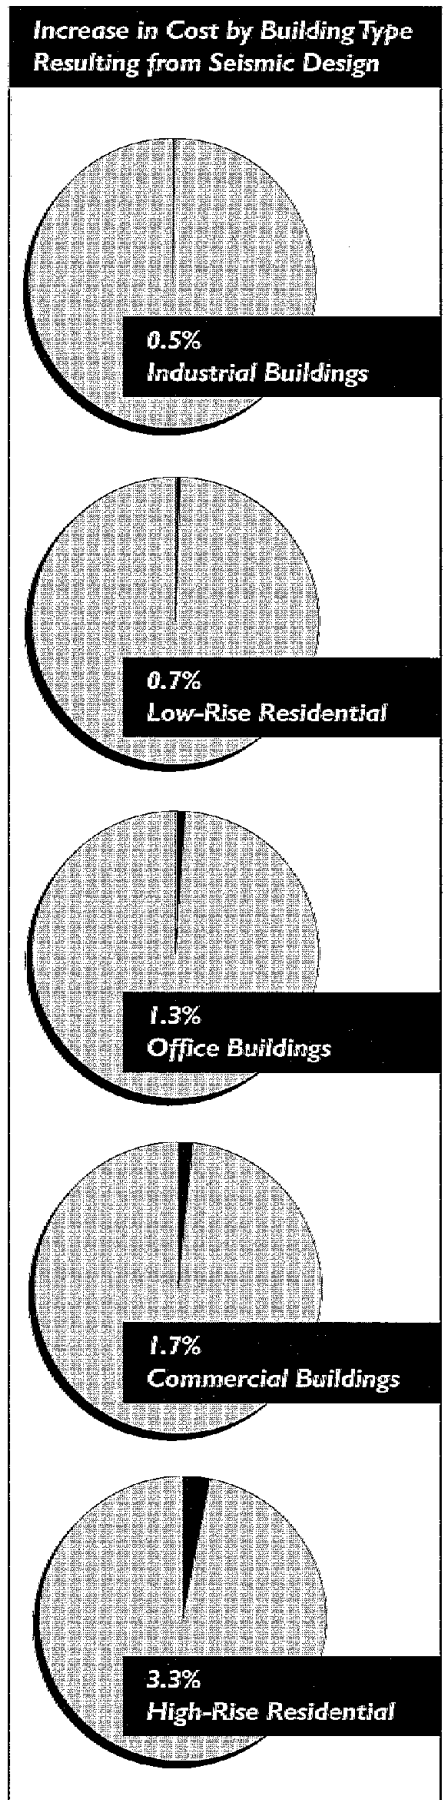 Increase in Cost by Building Type
Resulting from Seismic Design
0.5%
Industrial Buildings
0.7%
Low-Rise Residential
1.3%
Office Buildings
1.7%
Commercial Buildings
3.3%
High-Rise Residential